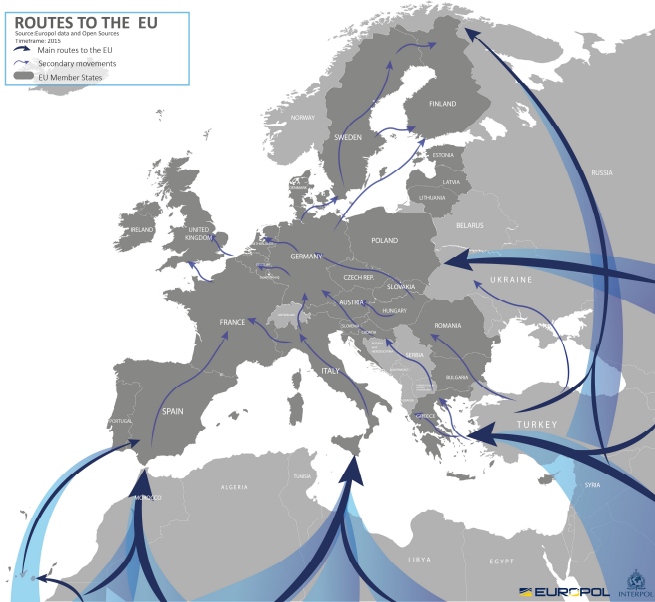 ROUTES TO THE EU
Source:Europol data and Open Sources
Timeframe: 2015
Main routes to the EU
Secondary movements
EU Member States
NORWAY
FINLAND
SWEDEN
ESTONIA
RUSSIA
LATVIA
DENMARK
LITHUANIA
IRELAND
UNITED
KINGDOM
BELARUS
POLAND
GERMANY
UKRAINE
CZECH REP.
SLOVAKIA
AUSTRIA
HUNGARY
FRANCE
ROMANIA
SERBIA
ITALY
BULGARIA
SPAIN
PORTUGAL
GREECE
TURKEY
SYRIA
TUNISIA
ALGERIA
MOROCCO
LIBYA
EGYPT
EUROPOL
INTERPOL